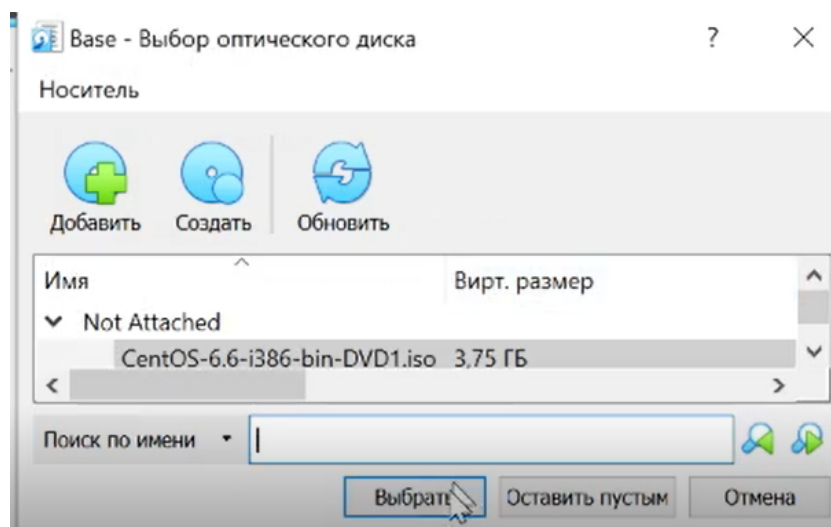 Base - Выбор оптического диска
Носитель
Добавить Создать Обновить
Имя Вирт. размер
Not Attached
CentOS-6.6-i386-bin-DVD1.iso 3,75 ГБ
Поиск по имени
Выбрать Оставить пустым Отмена